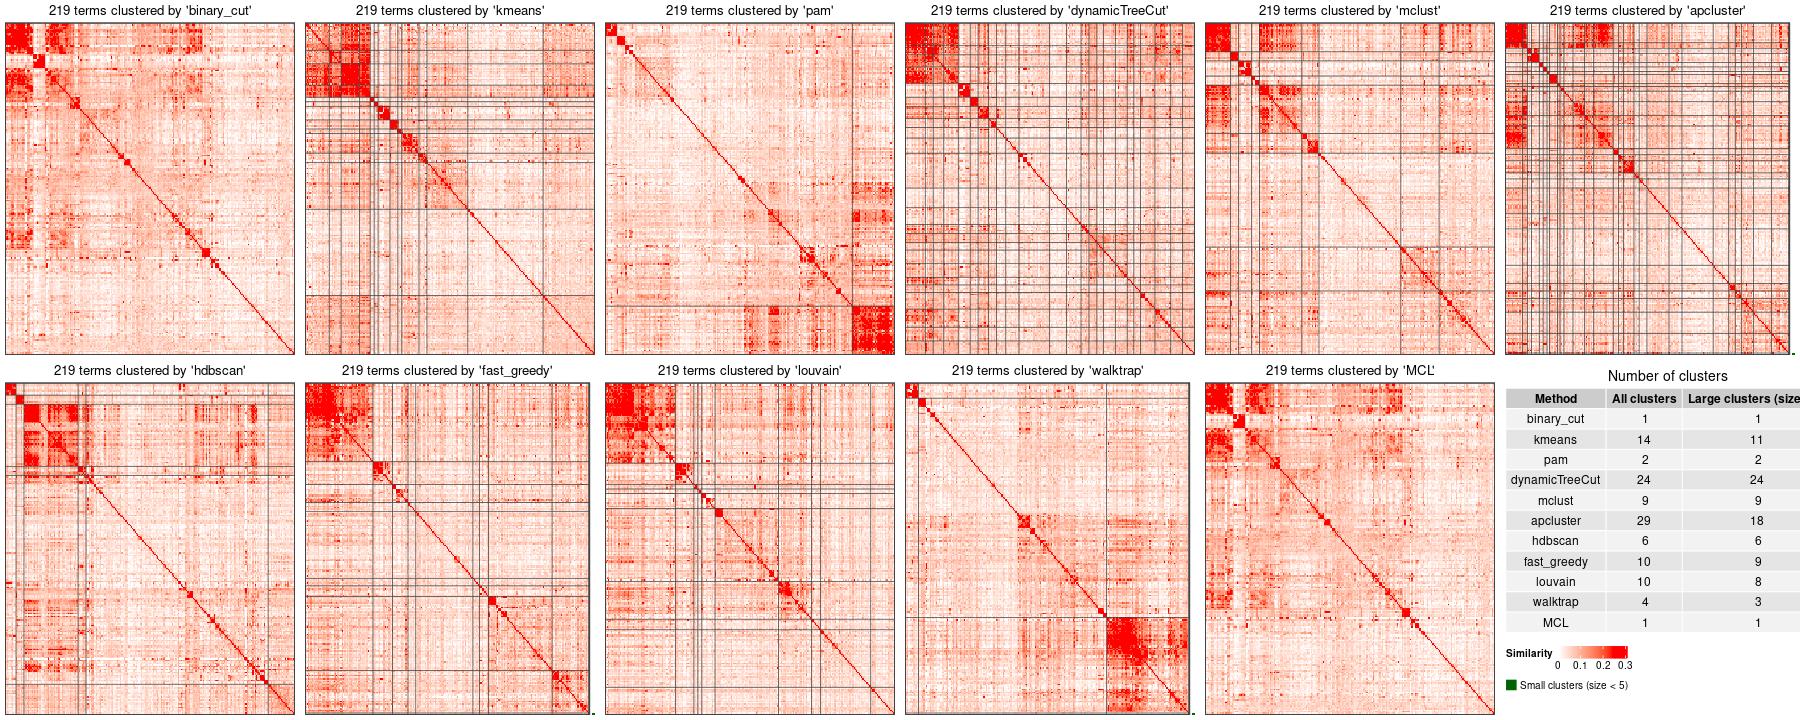 219 terms clustered by 'binary_cut'
219 terms clustered by 'kmeans'
219 terms clustered by 'pam'
219 terms clustered by 'dynamicTreeCut'
219 terms clustered by 'mclust'
219 terms clustered by 'apcluster'
219 terms clustered by 'hdbscan'
219 terms clustered by 'fast_greedy'
219 terms clustered by 'louvain'
219 terms clustered by 'walktrap'
219 terms clustered by 'MCL'
Number of clusters
Method All clusters Large clusters (size
binary_cut 1 1
kmeans 14 11
pam 2 2
dynamicTreeCut 24 24
mclust 9 9
apcluster 29 18
hdbscan 6 6
fast_greedy 10 9
louvain 10 8
walktrap 4 3
MCL 1 1
Similarity
0 0.1 0.2 0.3
Small clusters (size < 5)